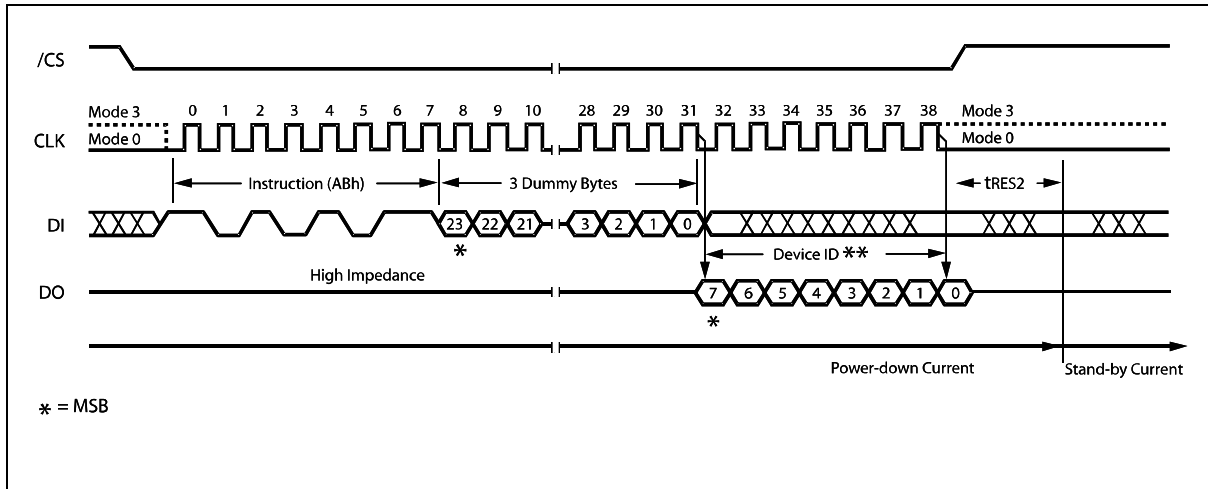 /CS
Mode 3 0 1 2 3 4 5 6 7 8 9 10 28 29 30 31 32 33 34 35 36 37 38 Mode 3
CLK Mode 0 Mode 0
Instruction (ABh) 3 Dummy Bytes tRES2
DI 23 22 21 3 2 1 0
* Device ID **
High Impedance
DO 7 6 5 4 3 2 1 0
*
Power-down Current Stand-by Current
* = MSB